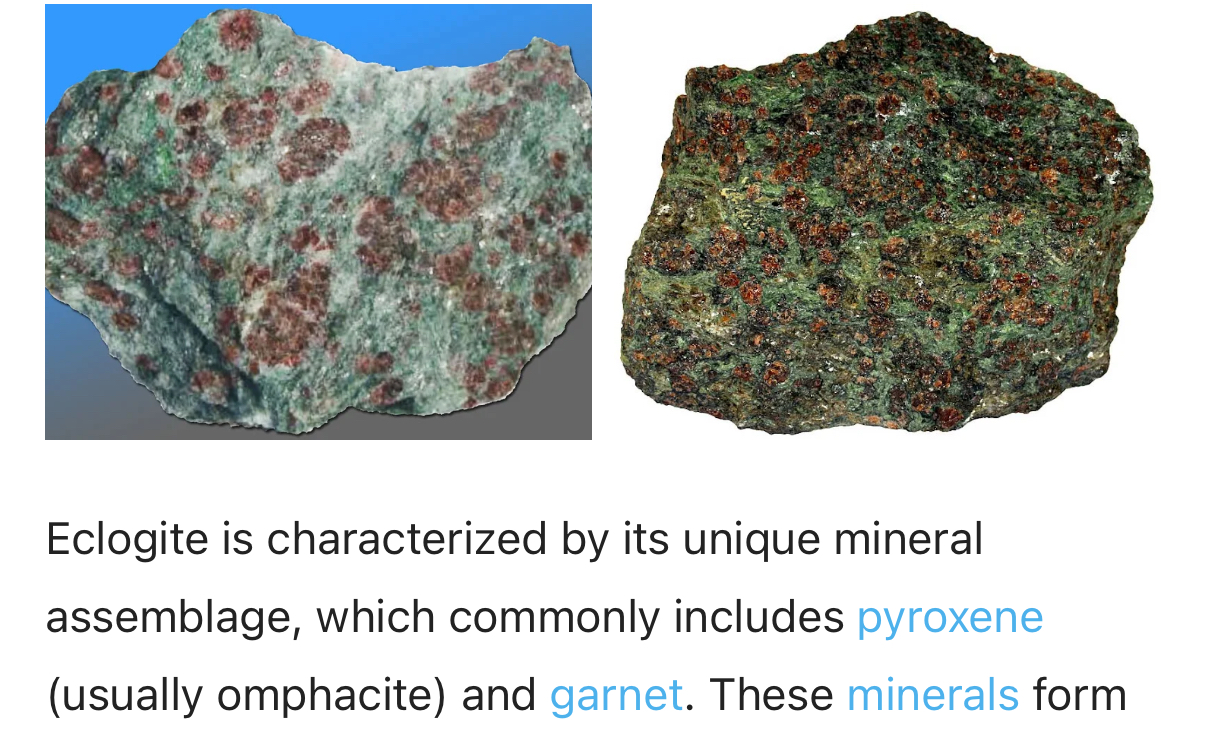 Eclogite is characterized by its unique mineral
assemblage, which commonly includes pyroxene
(usually omphacite) and garnet. These minerals form